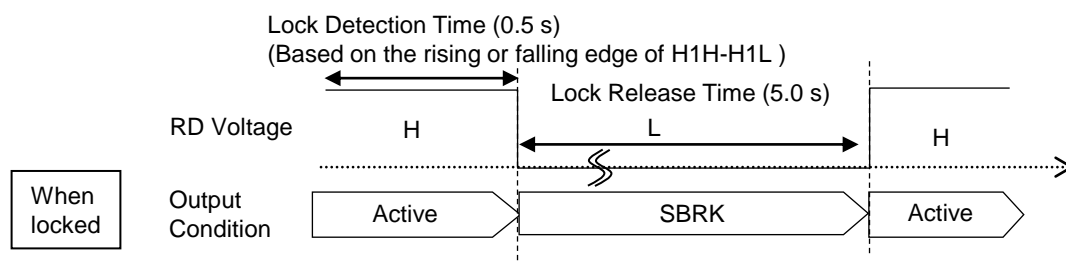 Lock Detection Time (0.5 s)
(Based on the rising or falling edge of H1H-H1L )
Lock Release Time (5.0 s)
RD Voltage
H
L
H
When
locked
Output
Condition
Active
SBRK
Active